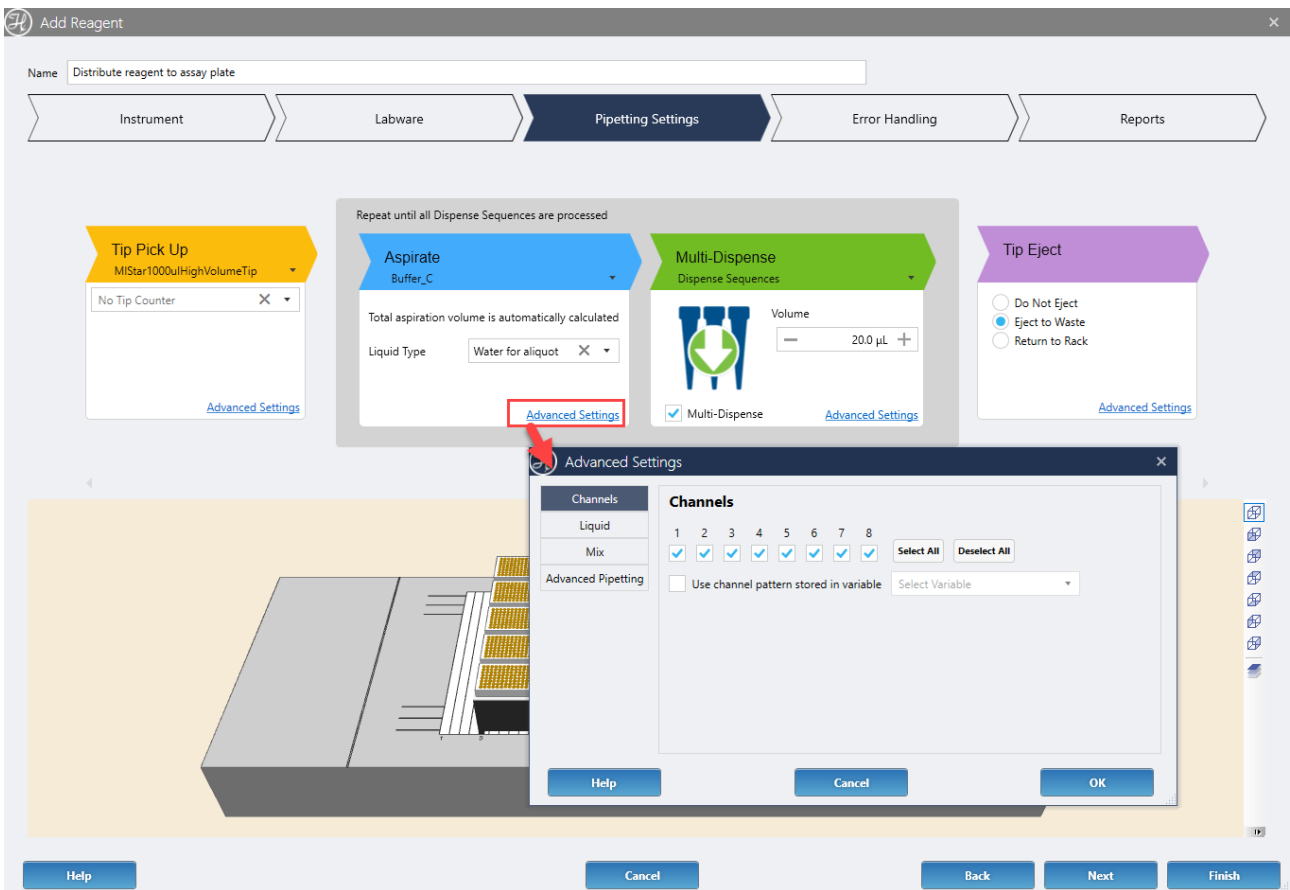 Add Reagent
Name Distribute reagent to assay plate
Instrument Labware Pipetting Settings Error Handling Reports
Repeat until all Dispense Sequences are processed
Tip Pick Up
MlStar1000ulHighVolumeTip
No Tip Counter
Advanced Settings
Aspirate
Buffer_C
Total aspiration volume is automatically calculated
Liquid Type Water for aliquot
Advanced Settings
Multi-Dispense
Dispense Sequences
Volume
20.0 µL
Multi-Dispense Advanced Settings
Tip Eject
Do Not Eject
Eject to Waste
Return to Rack
Advanced Settings
Advanced Settings
Channels
Liquid
Mix
Advanced Pipetting
Channels
1 2 3 4 5 6 7 8
Select All Deselect All
Use channel pattern stored in variable Select Variable
Help Cancel OK
Help Cancel Back Next Finish